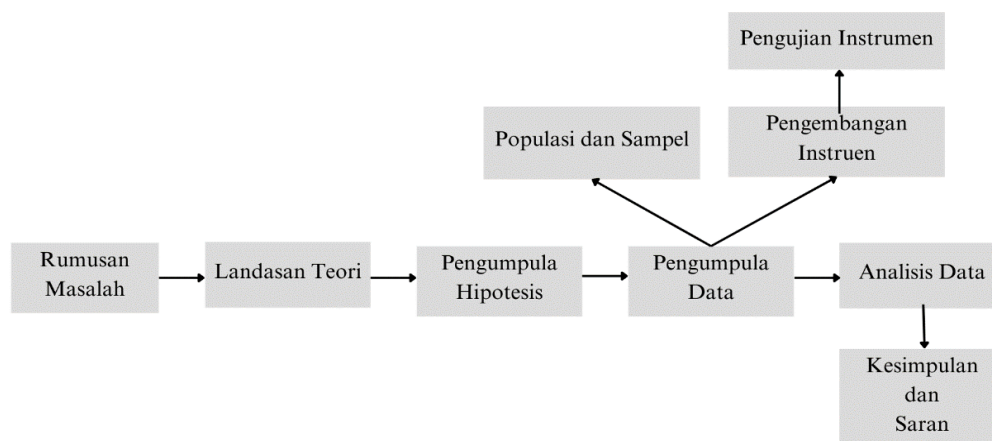 Pengujian Instrumen
Populasi dan Sampel
Pengembangan
Instruen
Rumusan
Masalah
Landasan Teori
Pengumpula
Hipotesis
Pengumpula
Data
Analisis Data
Kesimpulan
dan
Saran